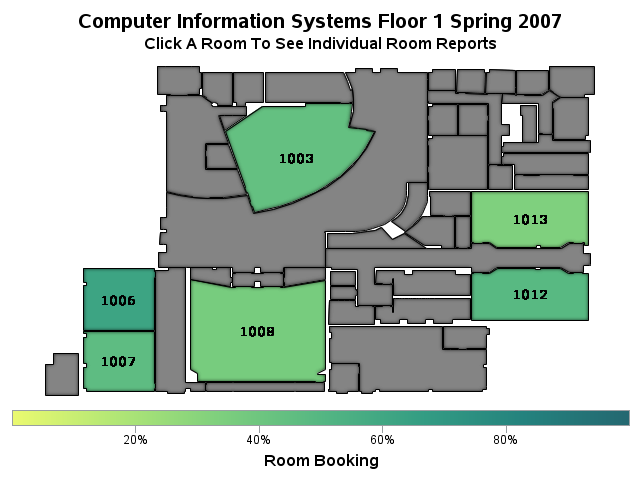 Computer Information Systems Floor 1 Spring 2007
Click A Room To See Individual Room Reports
1003
1013
1006
1012
1008
1007
20% 40% 60% 80%
Room Booking